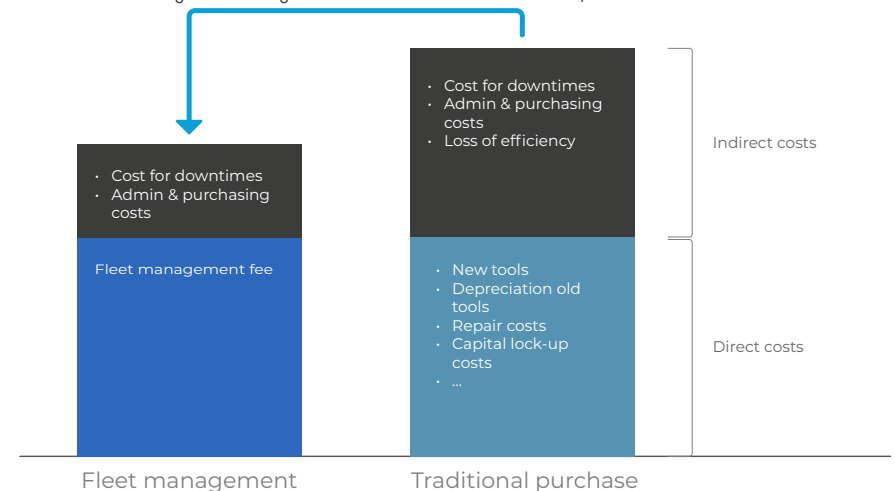 • Cost for downtimes
• Admin & purchasing
costs
• Loss of efficiency
Indirect costs
• Cost for downtimes
• Admin & purchasing
costs
Fleet management fee
• New tools
• Depreciation old
tools
• Repair costs
• Capital lock-up
costs
• ...
Direct costs
Fleet management
Traditional purchase